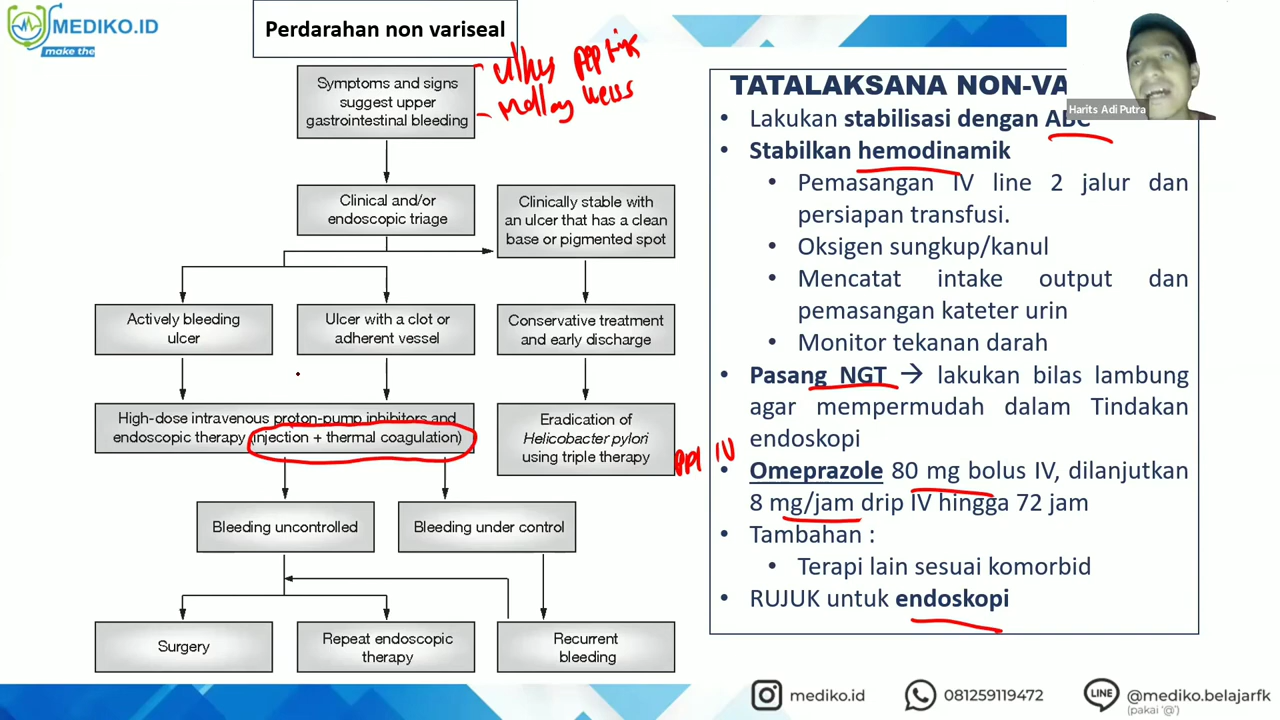 MEDIKO.ID
make the
Perdarahan non variseal
Symptoms and signs
suggest upper
gastrointestinal bleeding
Clinical and/or
endoscopic triage
Clinically stable with
an ulcer that has a clean
base or pigmented spot
Actively bleeding
ulcer
Ulcer with a clot or
adherent vessel
Conservative treatment
and early discharge
High-dose intravenous proton-pump inhibitors and
endoscopic therapy (injection + thermal coagulation)
Eradication of
Helicobacter pylori
using triple therapy
PPI IV
Bleeding uncontrolled
Bleeding under control
Surgery
Repeat endoscopic
therapy
Recurrent
bleeding
TATALAKSANA NON-VA
Harits Adi Putra
• Lakukan stabilisasi dengan ABC
• Stabilkan hemodinamik
• Pemasangan IV line 2 jalur dan
persiapan transfusi.
• Oksigen sungkup/kanul
• Mencatat intake output dan
pemasangan kateter urin
• Monitor tekanan darah
• Pasang NGT → lakukan bilas lambung
agar mempermudah dalam Tindakan
endoskopi
• Omeprazole 80 mg bolus IV, dilanjutkan
8 mg/jam drip IV hingga 72 jam
• Tambahan :
• Terapi lain sesuai komorbid
• RUJUK untuk endoskopi
mediko.id
081259119472
LINE
@mediko.belajarfk
(pakai '@')